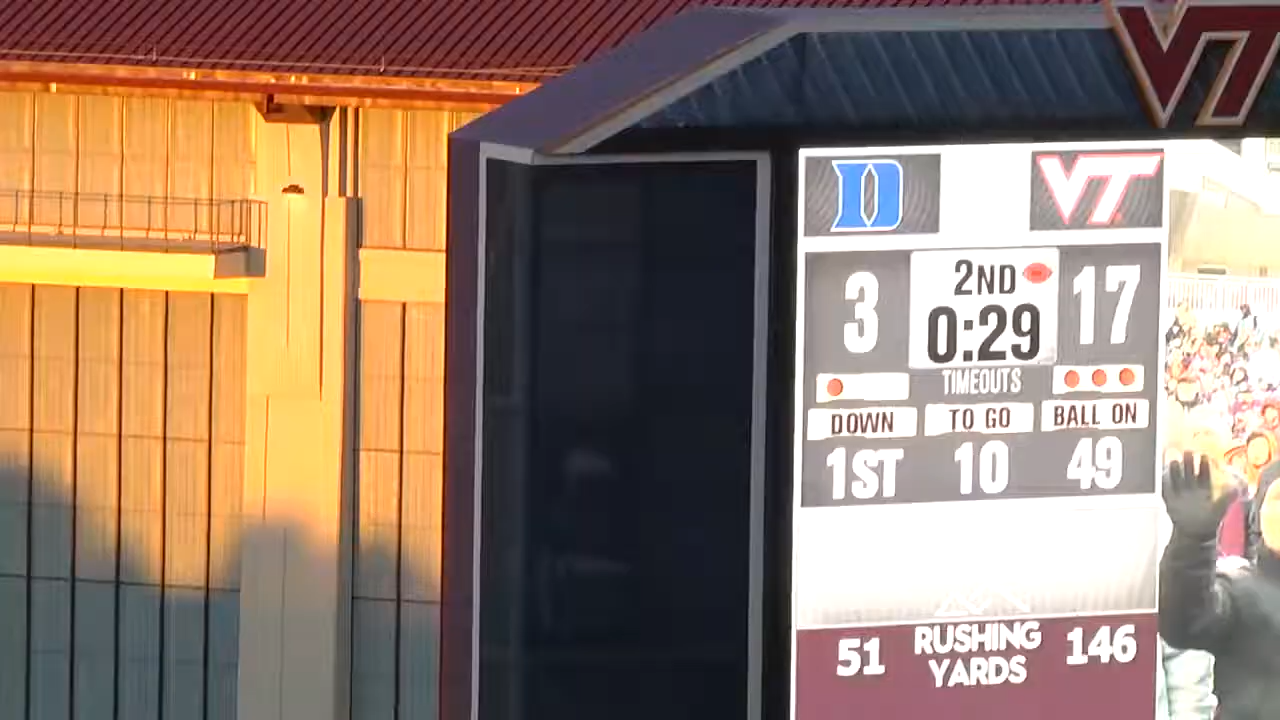 VT
D VT
3 2ND 17
0:29
TIMEOUTS
DOWN TO GO BALL ON
1ST 10 49
51 RUSHING YARDS 146